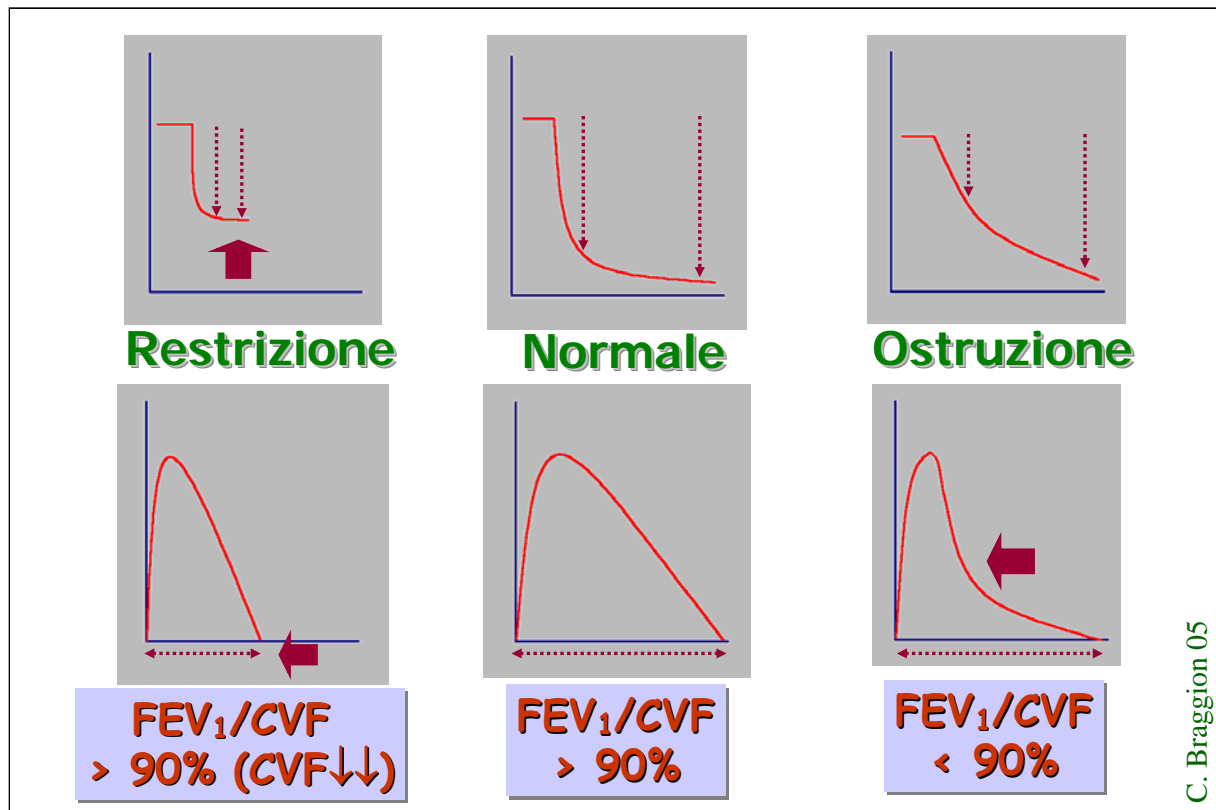 Restrizione
Normale
Ostruzione
FEV₁/CVF
> 90% (CVF↓↓)
FEV₁/CVF
> 90%
FEV₁/CVF
< 90%
C. Braggion 05